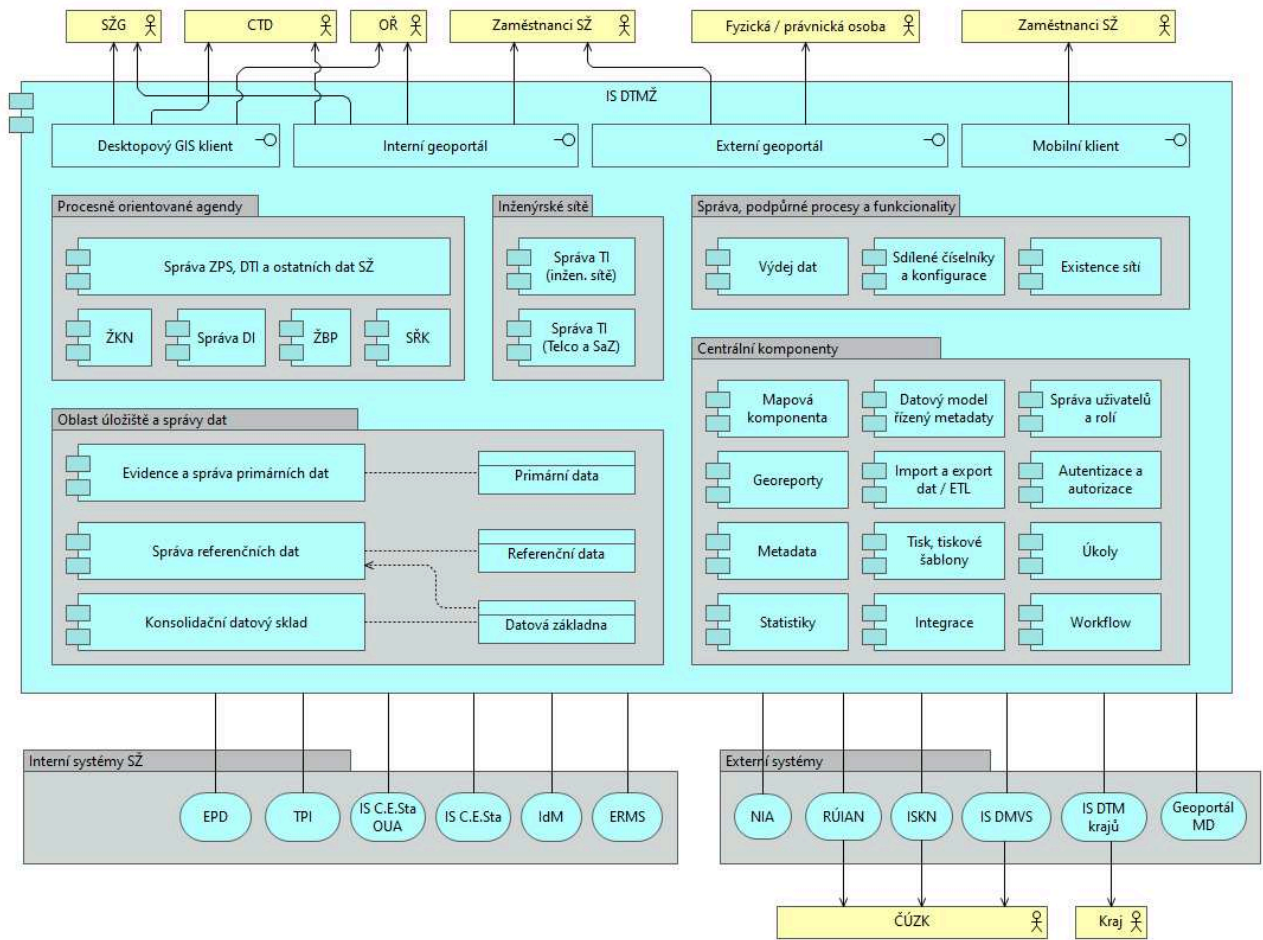 SŽG
CTD
OŘ
Zaměstnanci SŽ
Fyzická / právnická osoba
Zaměstnanci SŽ
IS DTMŽ
Desktopový GIS klient
Interní geoportál
Externí geoportál
Mobilní klient
Procesně orientované agendy
Správa ZPS, DTI a ostatních dat SŽ
ŽKN
Správa DI
ŽBP
SŘK
Inženýrské sítě
Správa TI
(inžen. sítě)
Správa TI
(Telco a SaZ)
Správa, podpůrné procesy a funkcionality
Výdej dat
Sdílené číselníky
a konfigurace
Existence sítí
Oblast úložiště a správy dat
Evidence a správa primárních dat
Primární data
Správa referenčních dat
Referenční data
Konsolidační datový sklad
Datová základna
Centrální komponenty
Mapová
komponenta
Datový model
řízený metadaty
Správa uživatelů
a rolí
Georeporty
Import a export
dat / ETL
Autentizace a
autorizace
Metadata
Tisk, tiskové
šablony
Úkoly
Statistiky
Integrace
Workflow
Interní systémy SŽ
EPD
TPI
IS C.E.Sta
OUA
IS C.E.Sta
IdM
ERMS
Externí systémy
NIA
RÚIAN
ISKN
IS DMVS
IS DTM
krajů
Geoportál
MD
ČÚZK
Kraj